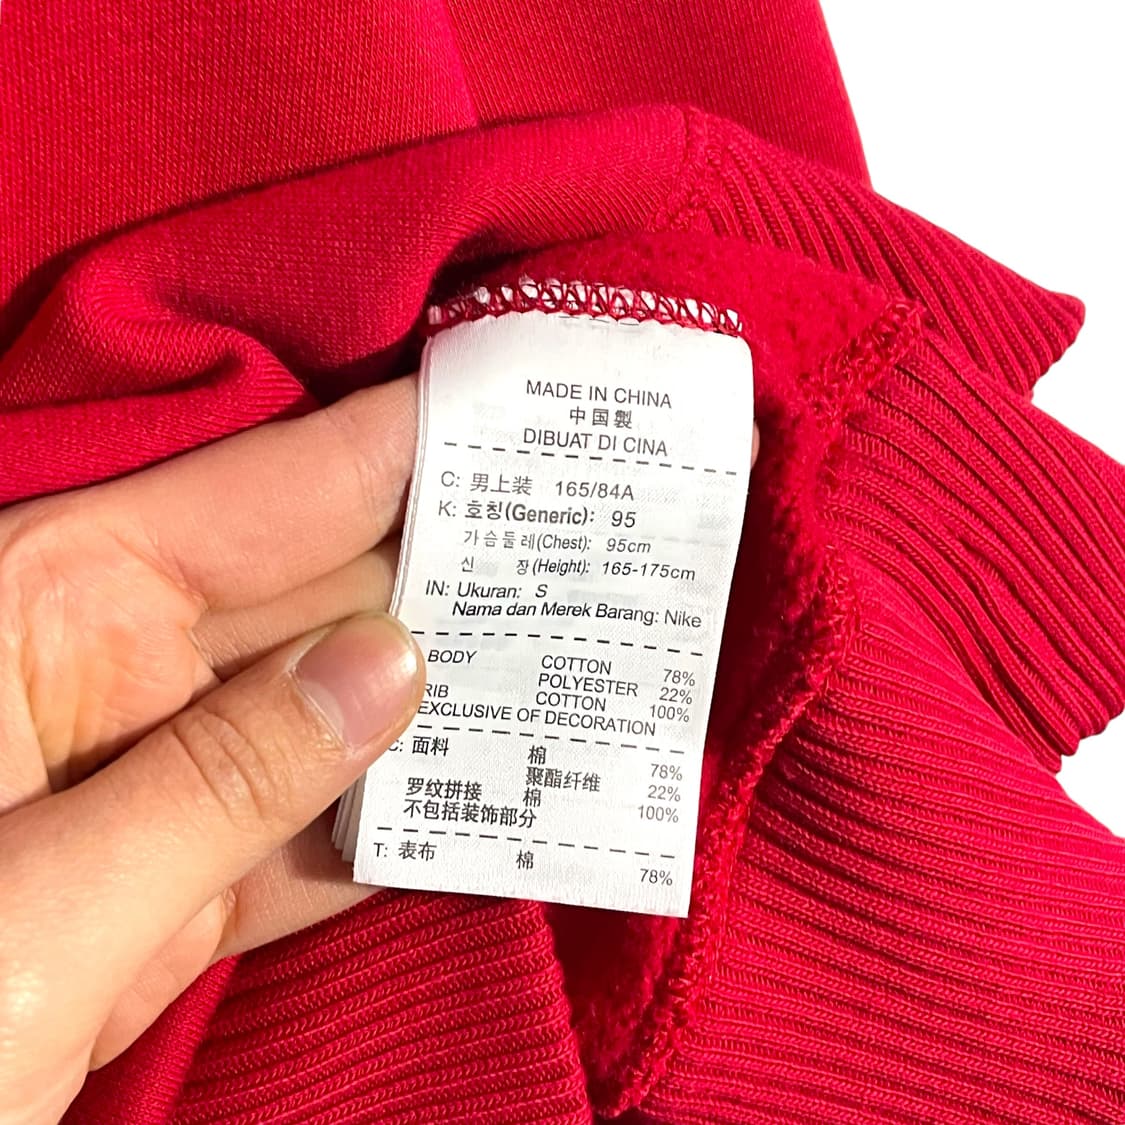 MADE IN CHINA
中国製
DIBUAT DI CINA
C: 男上装 165/84A
K: 호칭(Generic): 95
가슴둘레(Chest): 95cm
신 장(Height): 165-175cm
IN: Ukuran: S
Nama dan Merek Barang: Nike
BODY COTTON 78%
POLYESTER 22%
RIB COTTON 100%
EXCLUSIVE OF DECORATION
C: 面料 棉 78%
聚酯纤维 22%
罗纹拼接 棉 100%
不包括装饰部分
T: 表布 棉 78%